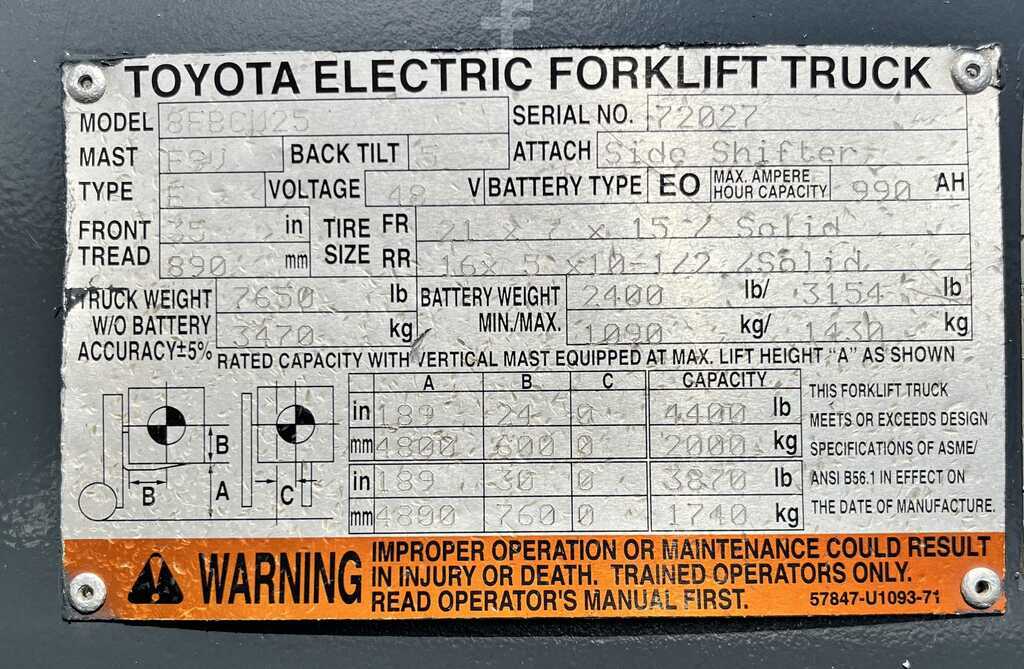 TOYOTA ELECTRIC FORKLIFT TRUCK
MODEL 8FBCU25 SERIAL NO. 72027
MAST FSV BACK TILT 5 ATTACH Side Shifter
TYPE E VOLTAGE 48 V BATTERY TYPE EO MAX. AMPERE HOUR CAPACITY 990 AH
FRONT TREAD 35 in 890 mm
TIRE SIZE FR 21 x 7 x 15 / Solid
RR 16x 5 x10-1/2 /Solid
TRUCK WEIGHT W/O BATTERY ACCURACY±5% 7650 lb 3470 kg
BATTERY WEIGHT MIN./MAX. 2400 lb/ 3154 lb
1090 kg/ 1430 kg
RATED CAPACITY WITH VERTICAL MAST EQUIPPED AT MAX. LIFT HEIGHT "A" AS SHOWN
A B C CAPACITY
in 189 24 0 4400 lb
mm 4800 600 0 2000 kg
in 189 30 0 3870 lb
mm 4800 760 0 1740 kg
B
B A C
THIS FORKLIFT TRUCK
MEETS OR EXCEEDS DESIGN
SPECIFICATIONS OF ASME/
ANSI B56.1 IN EFFECT ON
THE DATE OF MANUFACTURE.
WARNING
IMPROPER OPERATION OR MAINTENANCE COULD RESULT
IN INJURY OR DEATH. TRAINED OPERATORS ONLY.
READ OPERATOR'S MANUAL FIRST. 57847-U1093-71